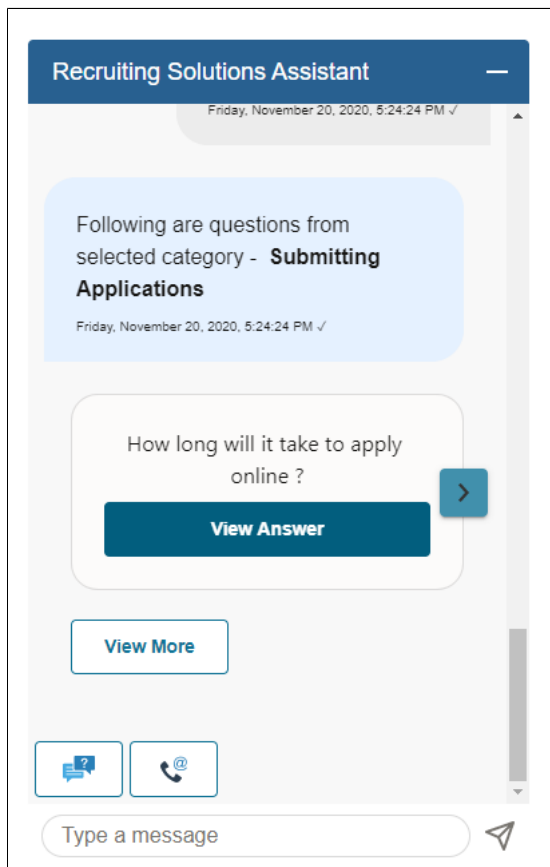 Recruiting Solutions Assistant
Friday, November 20, 2020, 5:24:24 PM ✓
Following are questions from
selected category - Submitting
Applications
Friday, November 20, 2020, 5:24:24 PM ✓
How long will it take to apply
online ?
View Answer
View More
?
@
Type a message